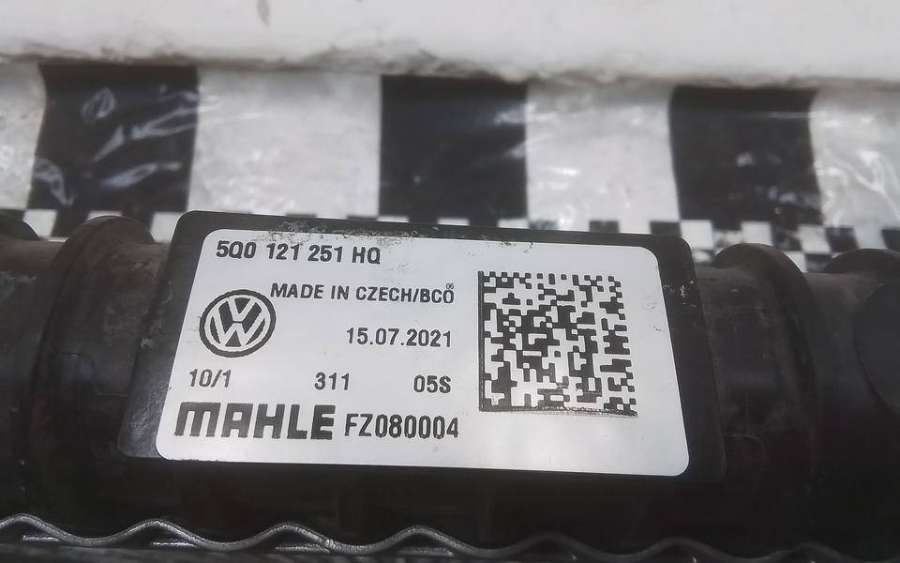 5Q0 121 251 HQ
MADE IN CZECH/BCO
15.07.2021
10/1 311 05S
MAHLE FZ080004